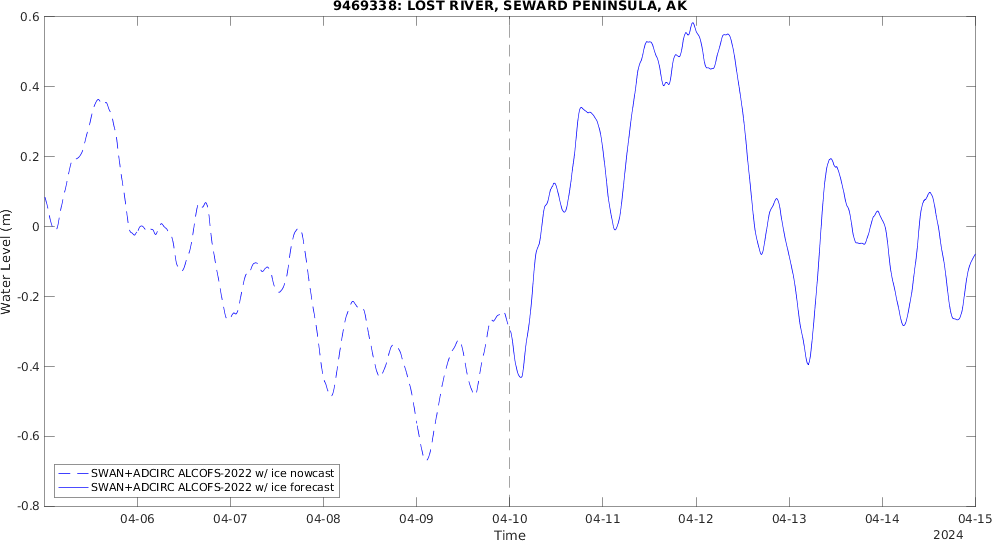 9469338: LOST RIVER, SEWARD PENINSULA, AK
0.6
0.4
0.2
0
-0.2
-0.4
-0.6
-0.8
Water Level (m)
SWAN+ADCIRC ALCOFS-2022 w/ ice nowcast
SWAN+ADCIRC ALCOFS-2022 w/ ice forecast
04-06 04-07 04-08 04-09 04-10 04-11 04-12 04-13 04-14 04-15
Time
2024